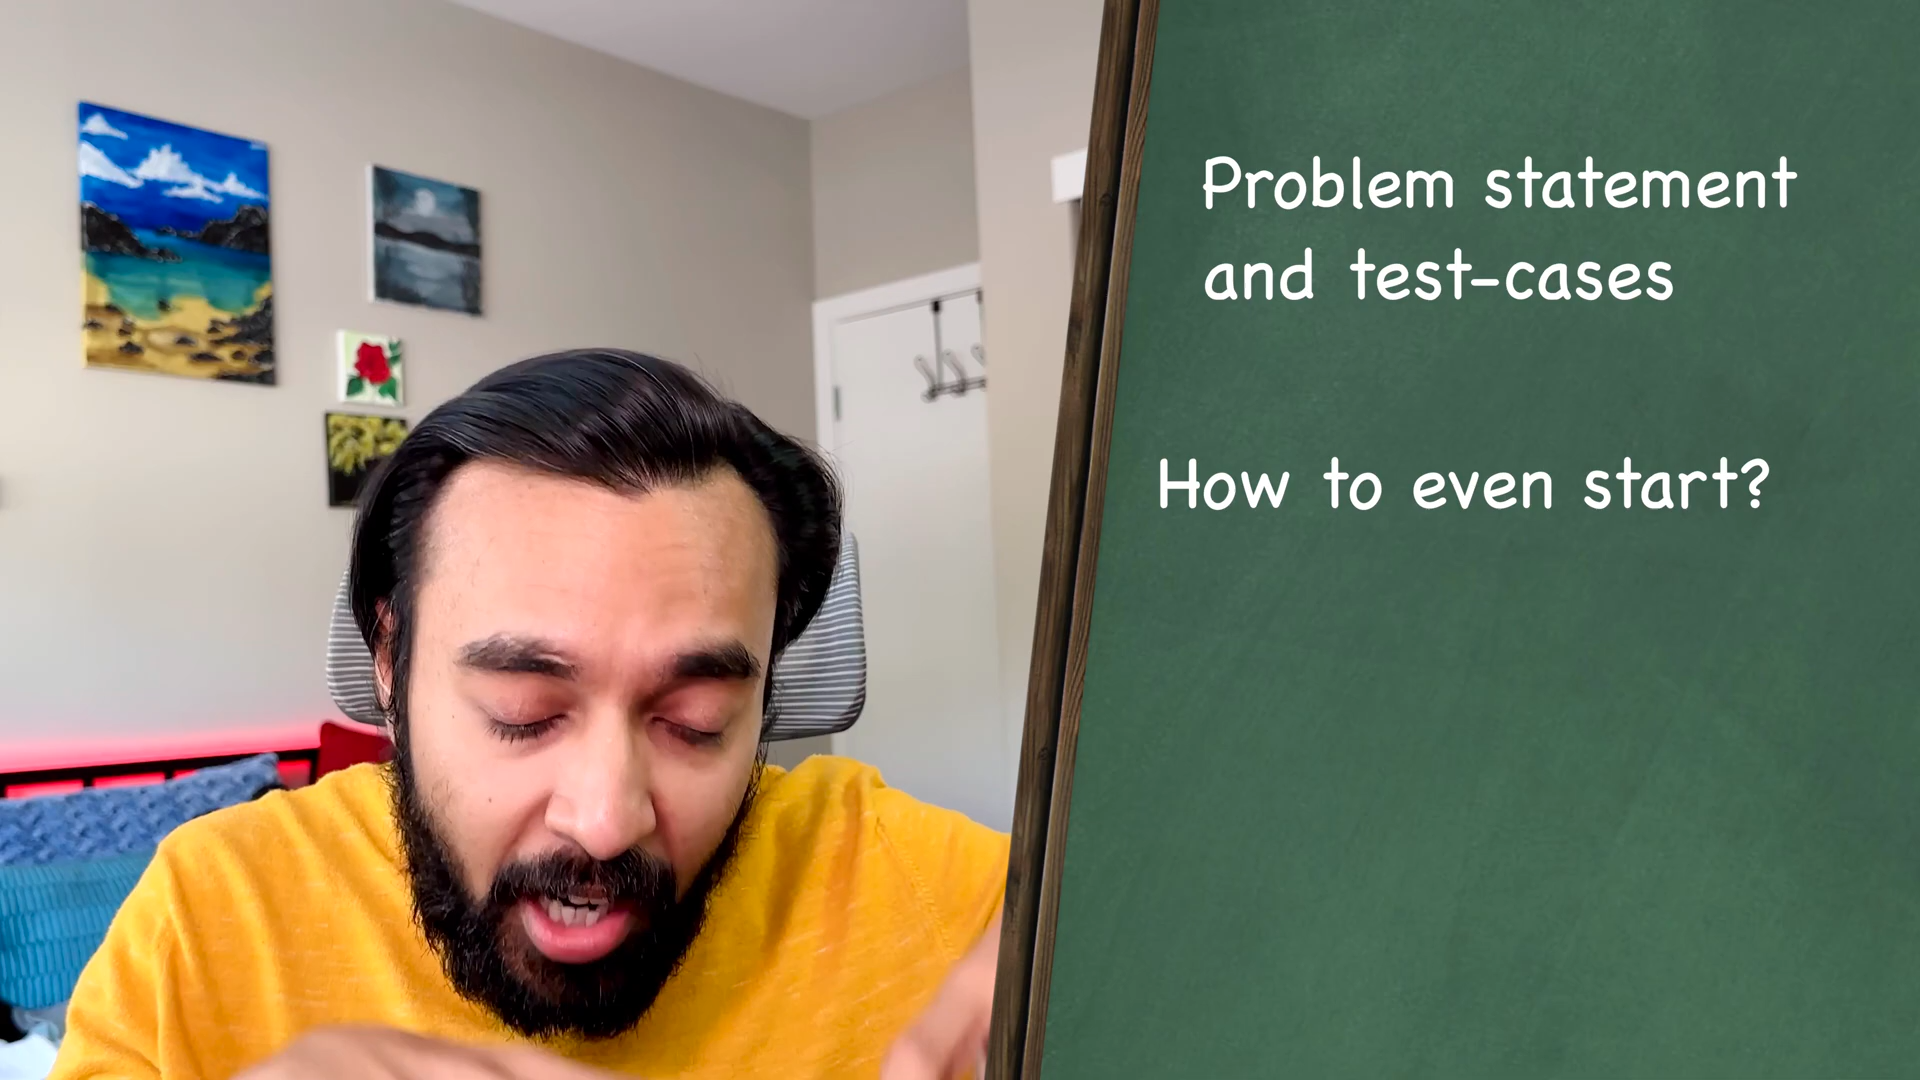 Problem statement
and test-cases
How to even start?